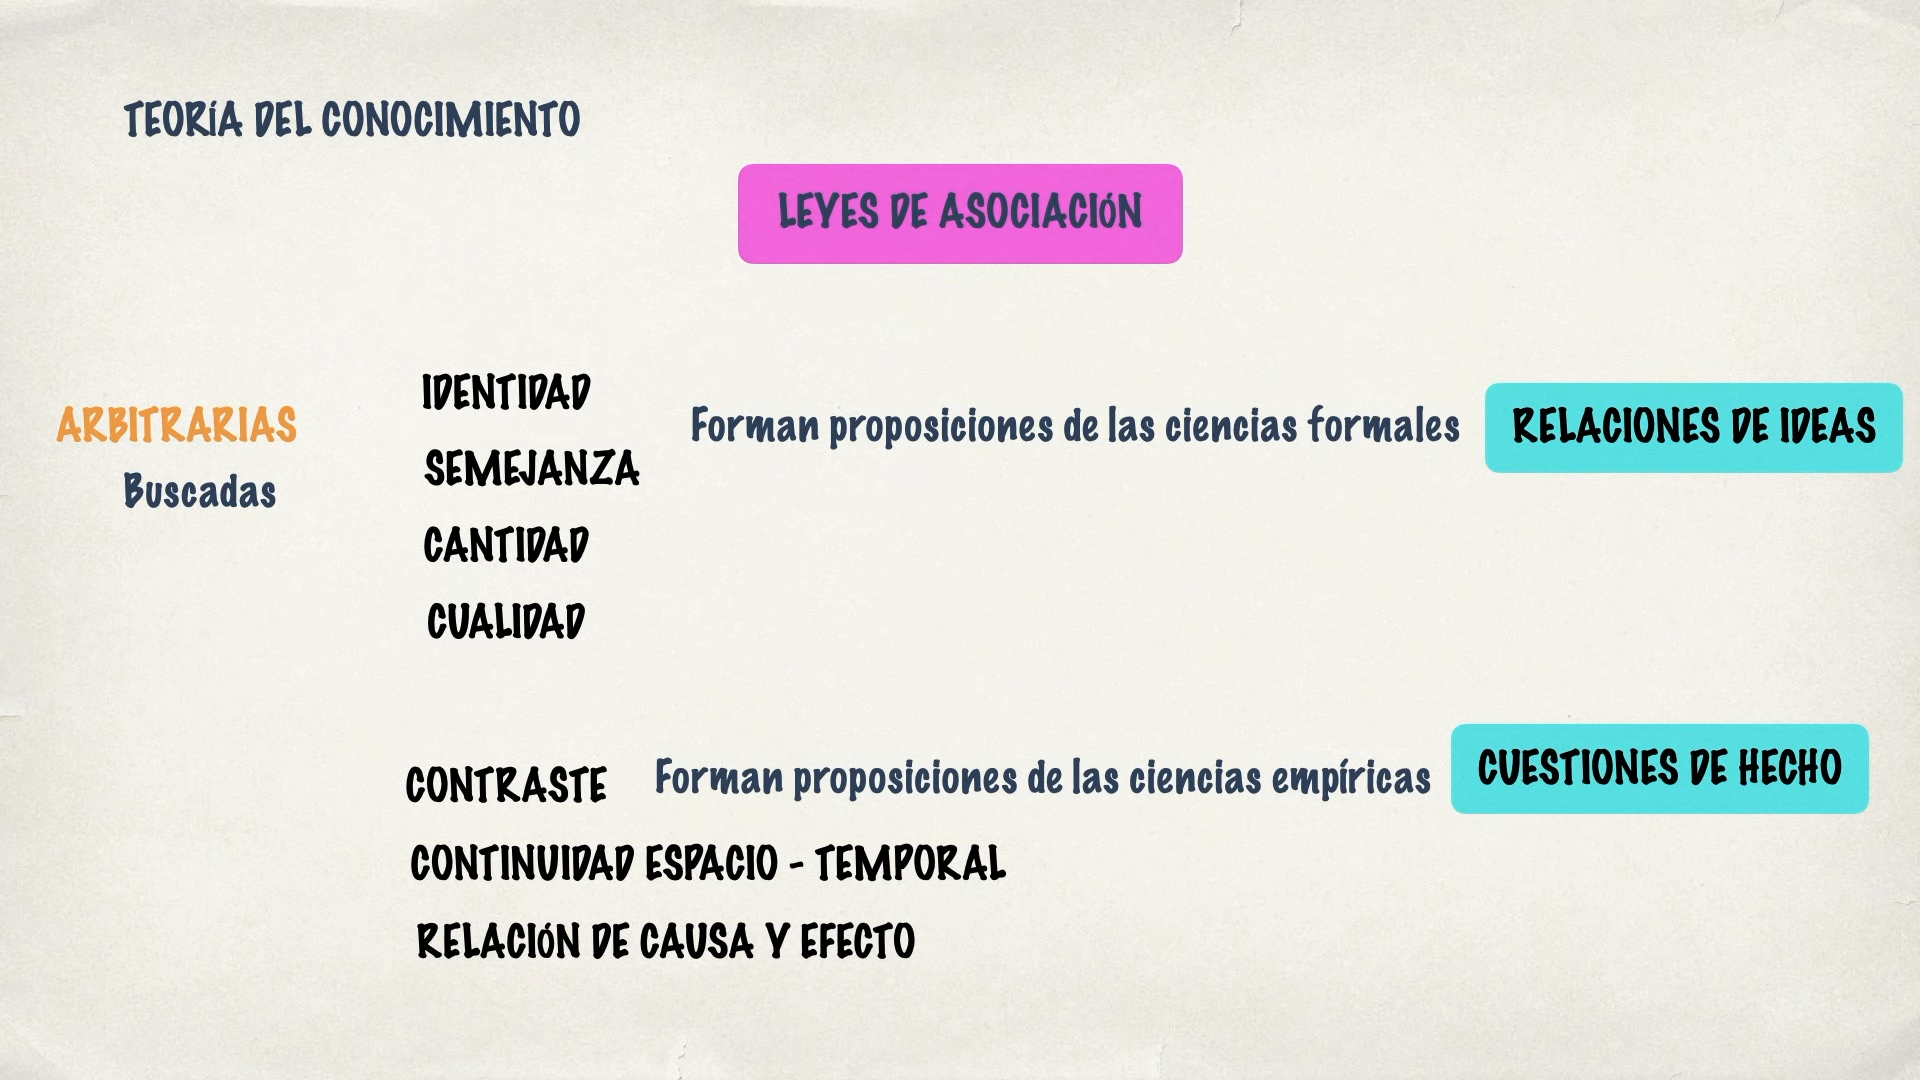 TEORÍA DEL CONOCIMIENTO
LEYES DE ASOCIACIÓN
ARBITRARIAS
Buscadas
IDENTIDAD
SEMEJANZA
CANTIDAD
CUALIDAD
Forman proposiciones de las ciencias formales
RELACIONES DE IDEAS
CONTRASTE
Forman proposiciones de las ciencias empíricas
CUESTIONES DE HECHO
CONTINUIDAD ESPACIO - TEMPORAL
RELACIÓN DE CAUSA Y EFECTO